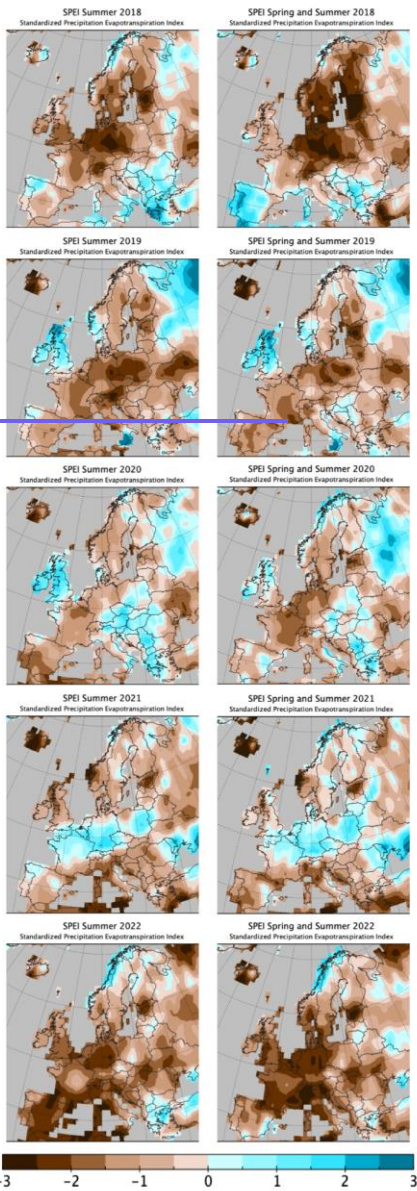 SPEI Summer 2018
Standardized Precipitation Evapotranspiration Index
SPEI Spring and Summer 2018
Standardized Precipitation Evapotranspiration Index
SPEI Summer 2019
Standardized Precipitation Evapotranspiration Index
SPEI Spring and Summer 2019
Standardized Precipitation Evapotranspiration Index
SPEI Summer 2020
Standardized Precipitation Evapotranspiration Index
SPEI Spring and Summer 2020
Standardized Precipitation Evapotranspiration Index
SPEI Summer 2021
Standardized Precipitation Evapotranspiration Index
SPEI Spring and Summer 2021
Standardized Precipitation Evapotranspiration Index
SPEI Summer 2022
Standardized Precipitation Evapotranspiration Index
SPEI Spring and Summer 2022
Standardized Precipitation Evapotranspiration Index
-3 -2 -1 0 1 2 3